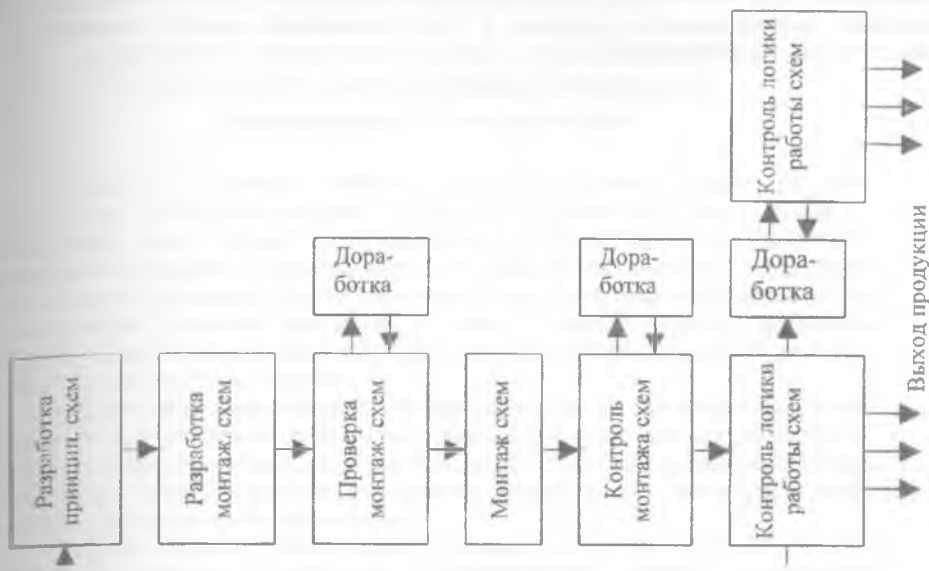 Разработка
принцип. схем
Разработка
монтаж схем
Проверка
монтаж схем
Дора-
ботка
Монтаж схем
Контроль
монтажа схем
Дора-
ботка
Контроль логики
работы схем
Дора-
ботка
Контроль логики
работы схем
Выход продукции